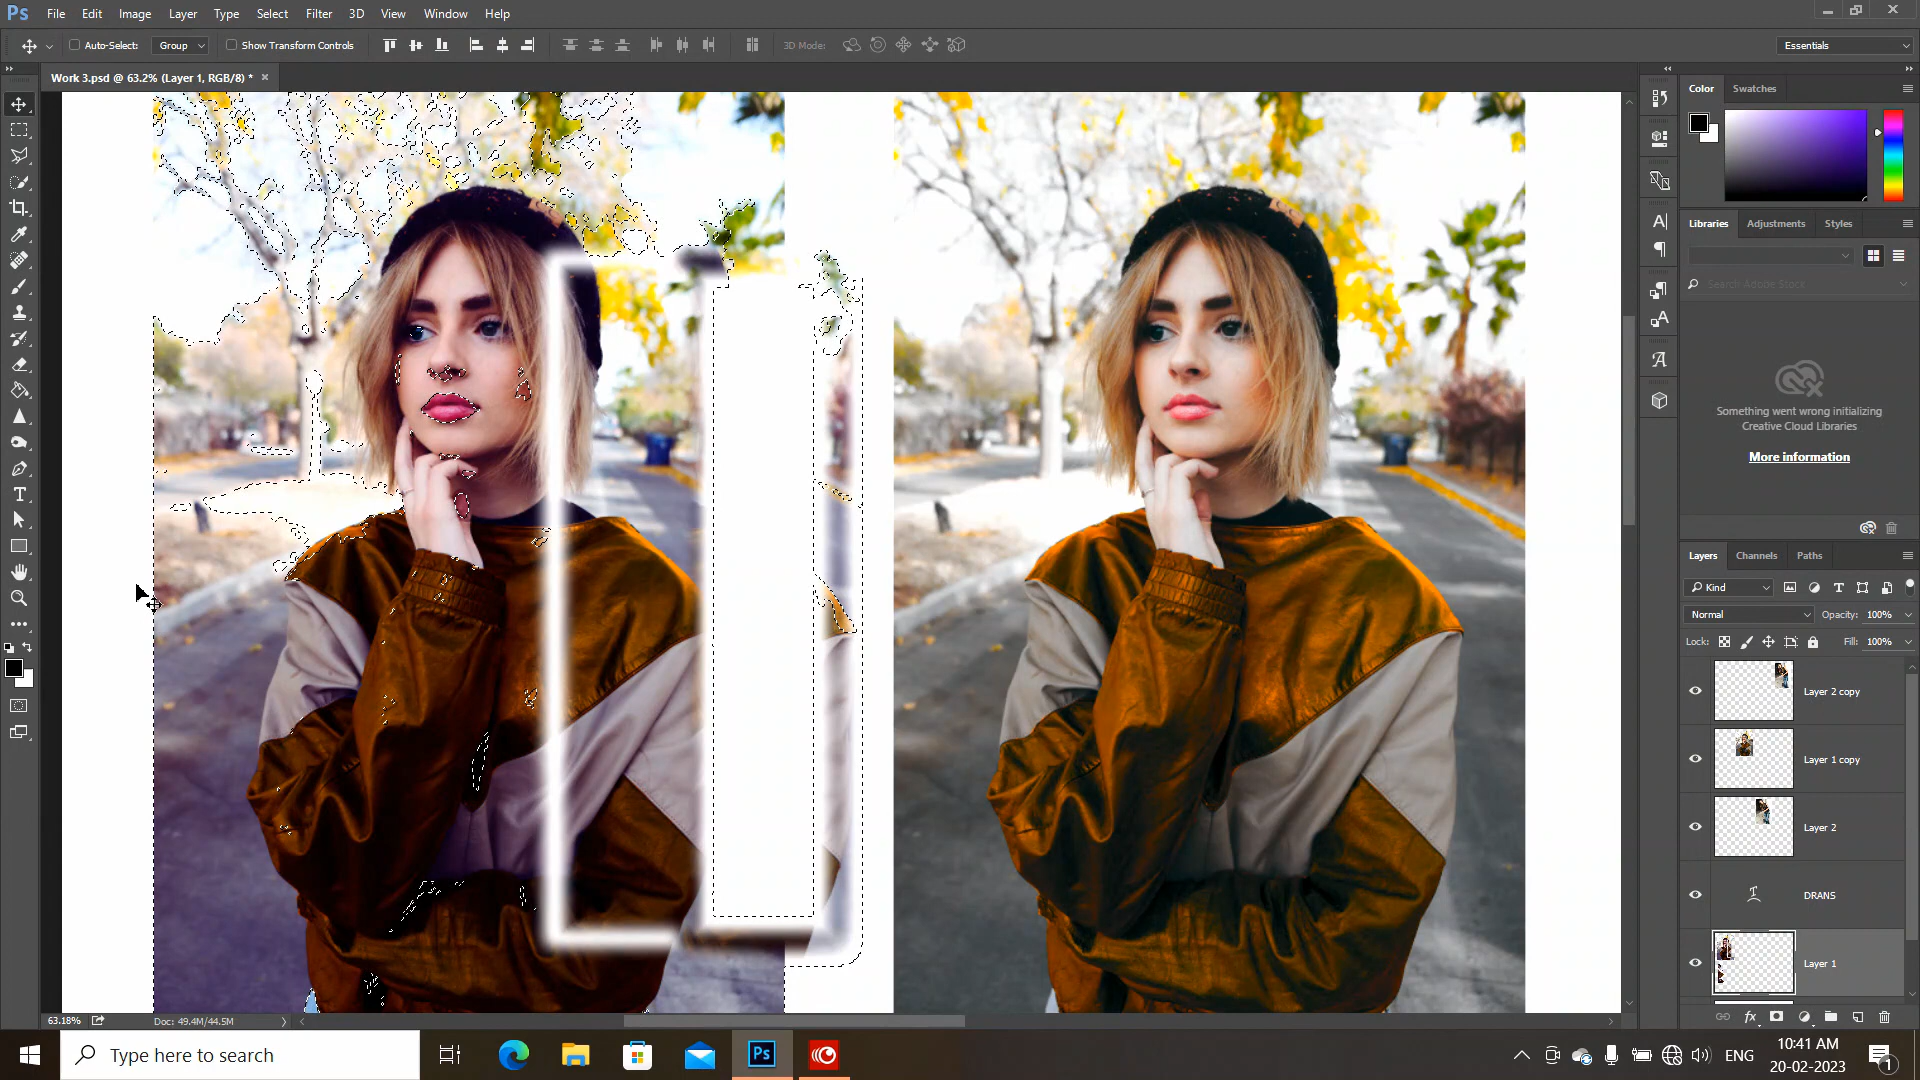 Ps File Edit Image Layer Type Select Filter 3D View Window Help
Auto-Select: Group Show Transform Controls 3D Mode: Essentials
Work 3.psd @ 63.2% (Layer 1, RGB/8) * ×
Color Swatches
Libraries Adjustments Styles
Search Adobe Stock
Something went wrong initializing
Creative Cloud Libraries
More information
Layers Channels Paths
Kind
Normal Opacity: 100%
Lock: Fill: 100%
Layer 2 copy
Layer 1 copy
Layer 2
DRANS
Layer 1
63.18% Doc: 49.4M/44.5M
Type here to search
Ps
ENG
10:41 AM
20-02-2023
1